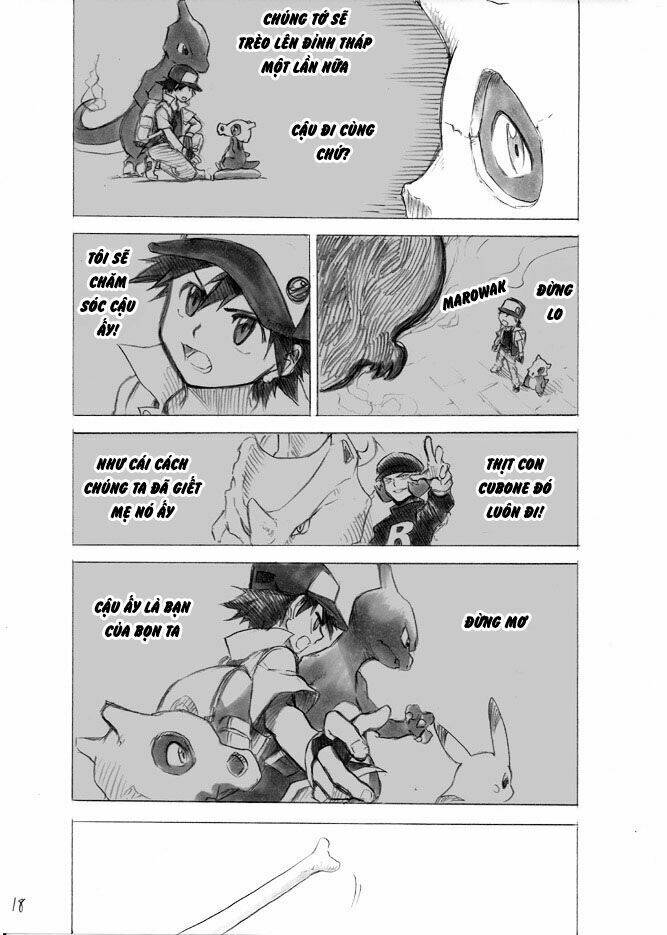 CHÚNG TỚ SẼ
TRÈO LÊN ĐỈNH THÁP
MỘT LẦN NỮA
CẬU ĐI CÙNG
CHỨ?
TÔI SẼ
CHĂM
SÓC CẬU
ẤY!
MAROWAK
ĐỪNG
LO
NHƯ CÁI CÁCH
CHÚNG TA ĐÃ GIẾT
MẸ NÓ ẤY
THỊT CON
CUBONE ĐÓ
LUÔN ĐI!
R
CẬU ẤY LÀ BẠN
CỦA BỌN TA
ĐỪNG MƠ
18